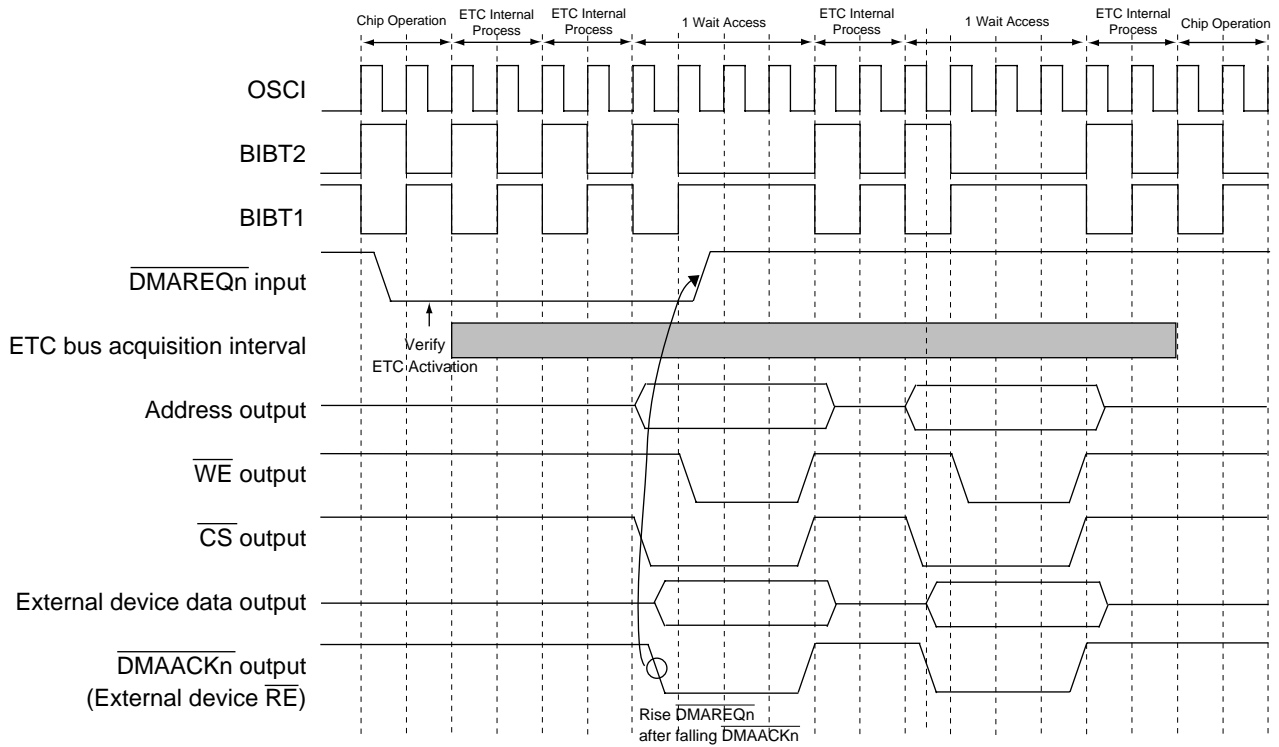 Chip Operation
ETC Internal
Process
ETC Internal
Process
1 Wait Access
ETC Internal
Process
1 Wait Access
ETC Internal
Process
Chip Operation
OSCI
BIBT2
BIBT1
DMAREQn input
Verify
ETC Activation
ETC bus acquisition interval
Address output
WE output
CS output
External device data output
DMAACKn output
(External device RE)
Rise DMAREQn
after falling DMAACKn